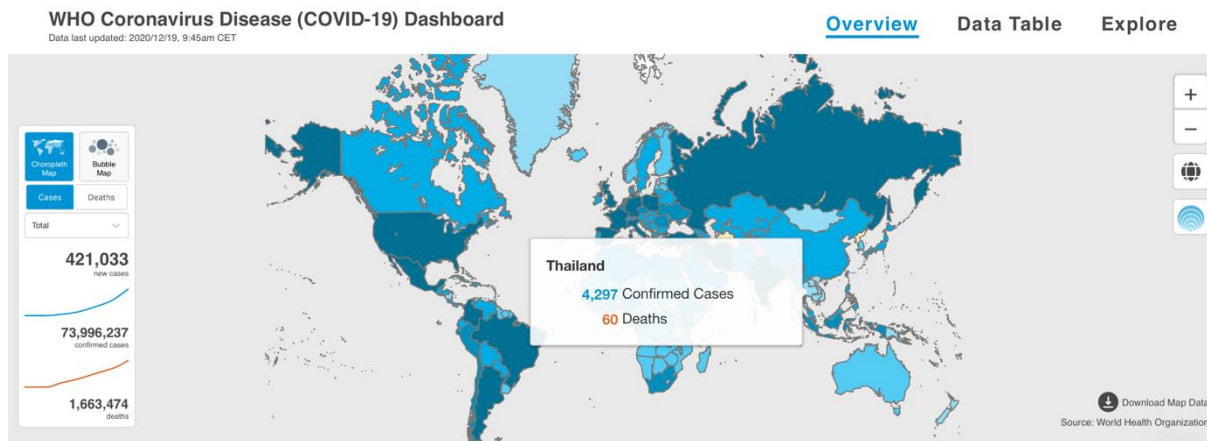 WHO Coronavirus Disease (COVID-19) Dashboard
Data last updated: 2020/12/19, 9:45am CET
Overview
Data Table
Explore
Choropleth
Map
Bubble
Map
Cases
Deaths
Total
421,033
new cases
73,996,237
confirmed cases
1,663,474
deaths
Thailand
4,297 Confirmed Cases
60 Deaths
+
−
Download Map Data
Source: World Health Organization